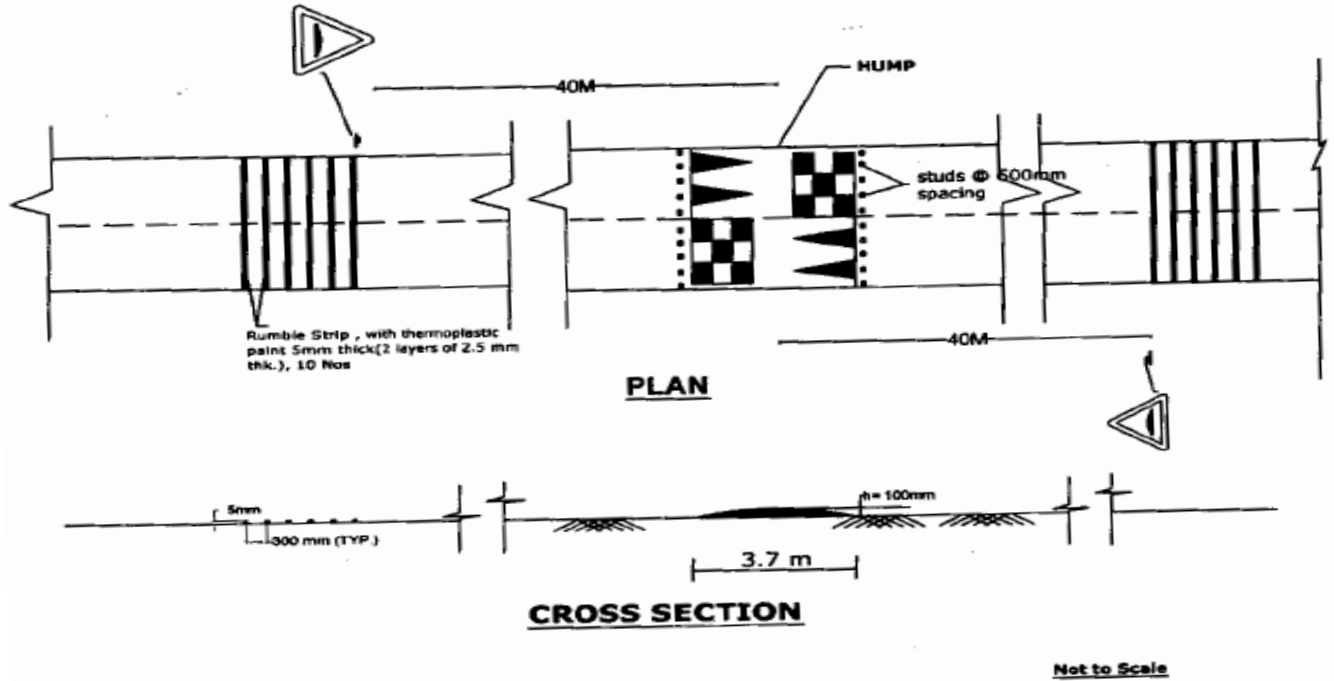 40M
HUMP
studs @ 500mm
spacing
Rumble Strip , with thermoplastic
paint 5mm thick(2 layers of 2.5 mm
thk.), 10 Nos
40M
PLAN
5mm
300 mm (TYP.)
h= 100mm
3.7 m
CROSS SECTION
Not to Scale